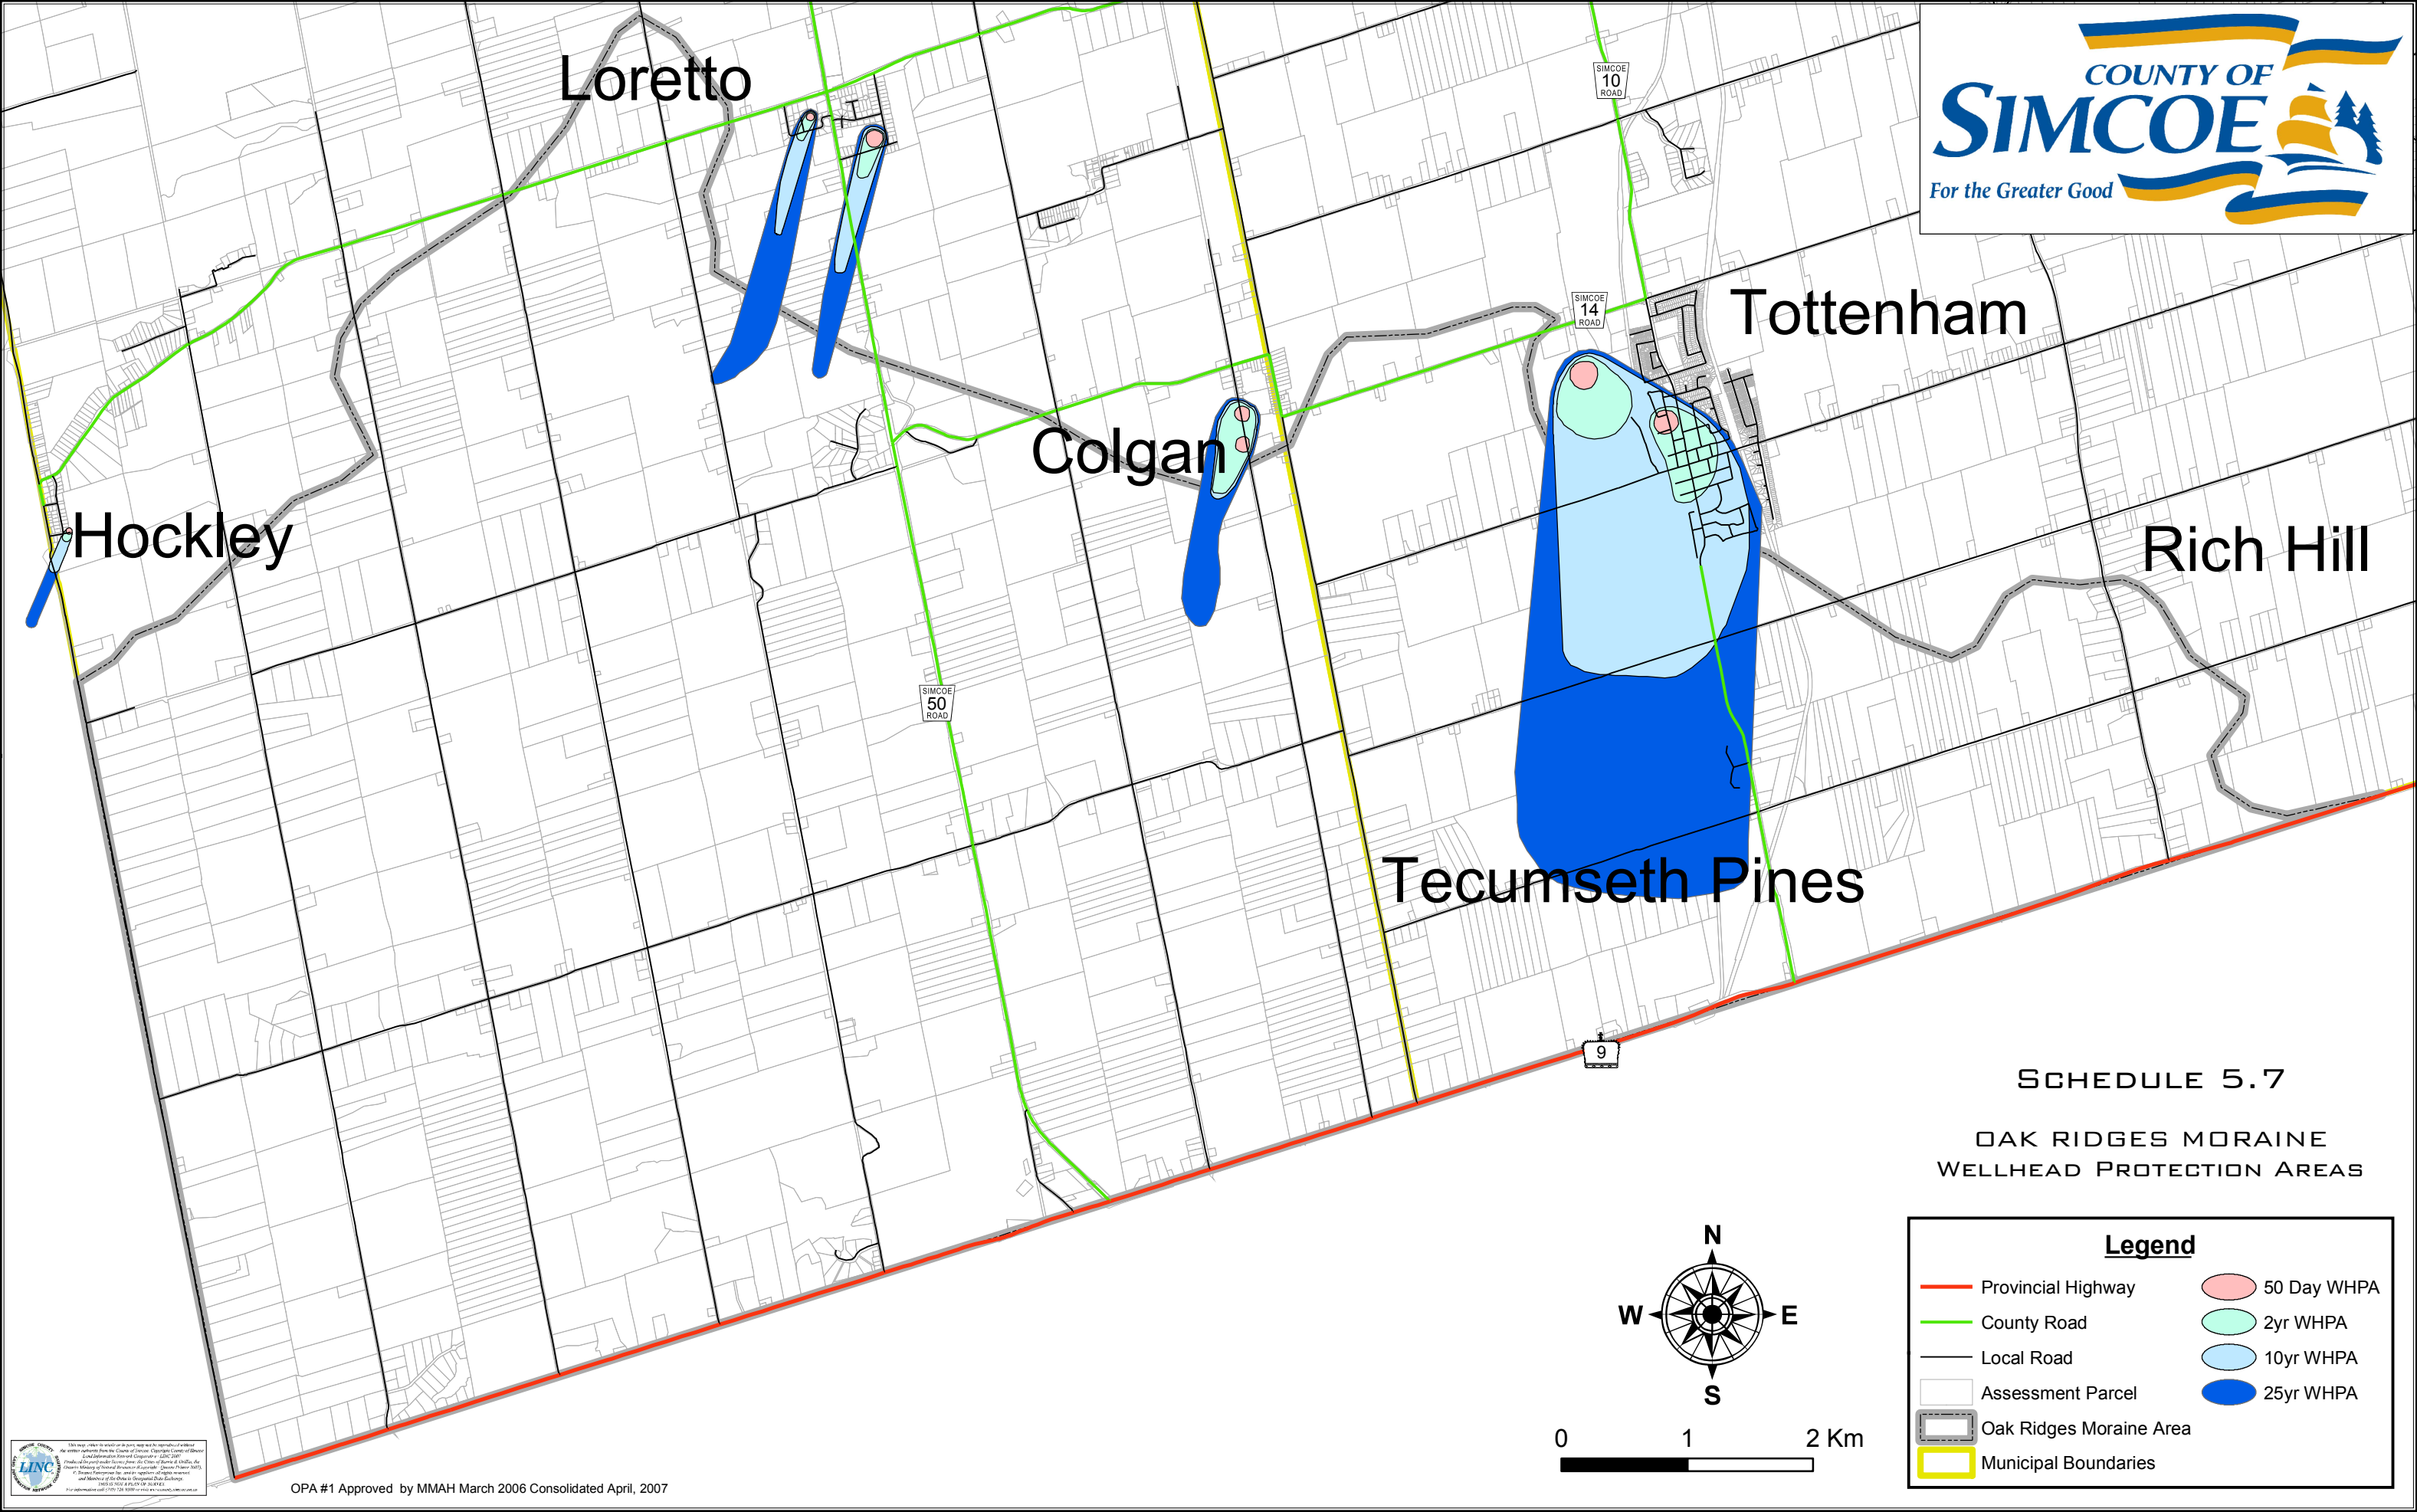 Loretto
SIMCOE
10
ROAD
COUNTY OF
SIMCOE
For the Greater Good
SIMCOE
14
ROAD
Tottenham
Colgan
Hockley
Rich Hill
SIMCOE
50
ROAD
Tecumseth Pines
9
SCHEDULE 5.7
OAK RIDGES MORAINE
WELLHEAD PROTECTION AREAS
N
W
E
S
0 1 2 Km
Legend
Provincial Highway
County Road
Local Road
Assessment Parcel
Oak Ridges Moraine Area
Municipal Boundaries
50 Day WHPA
2yr WHPA
10yr WHPA
25yr WHPA
LINC
OPA #1 Approved by MMAH March 2006 Consolidated April, 2007